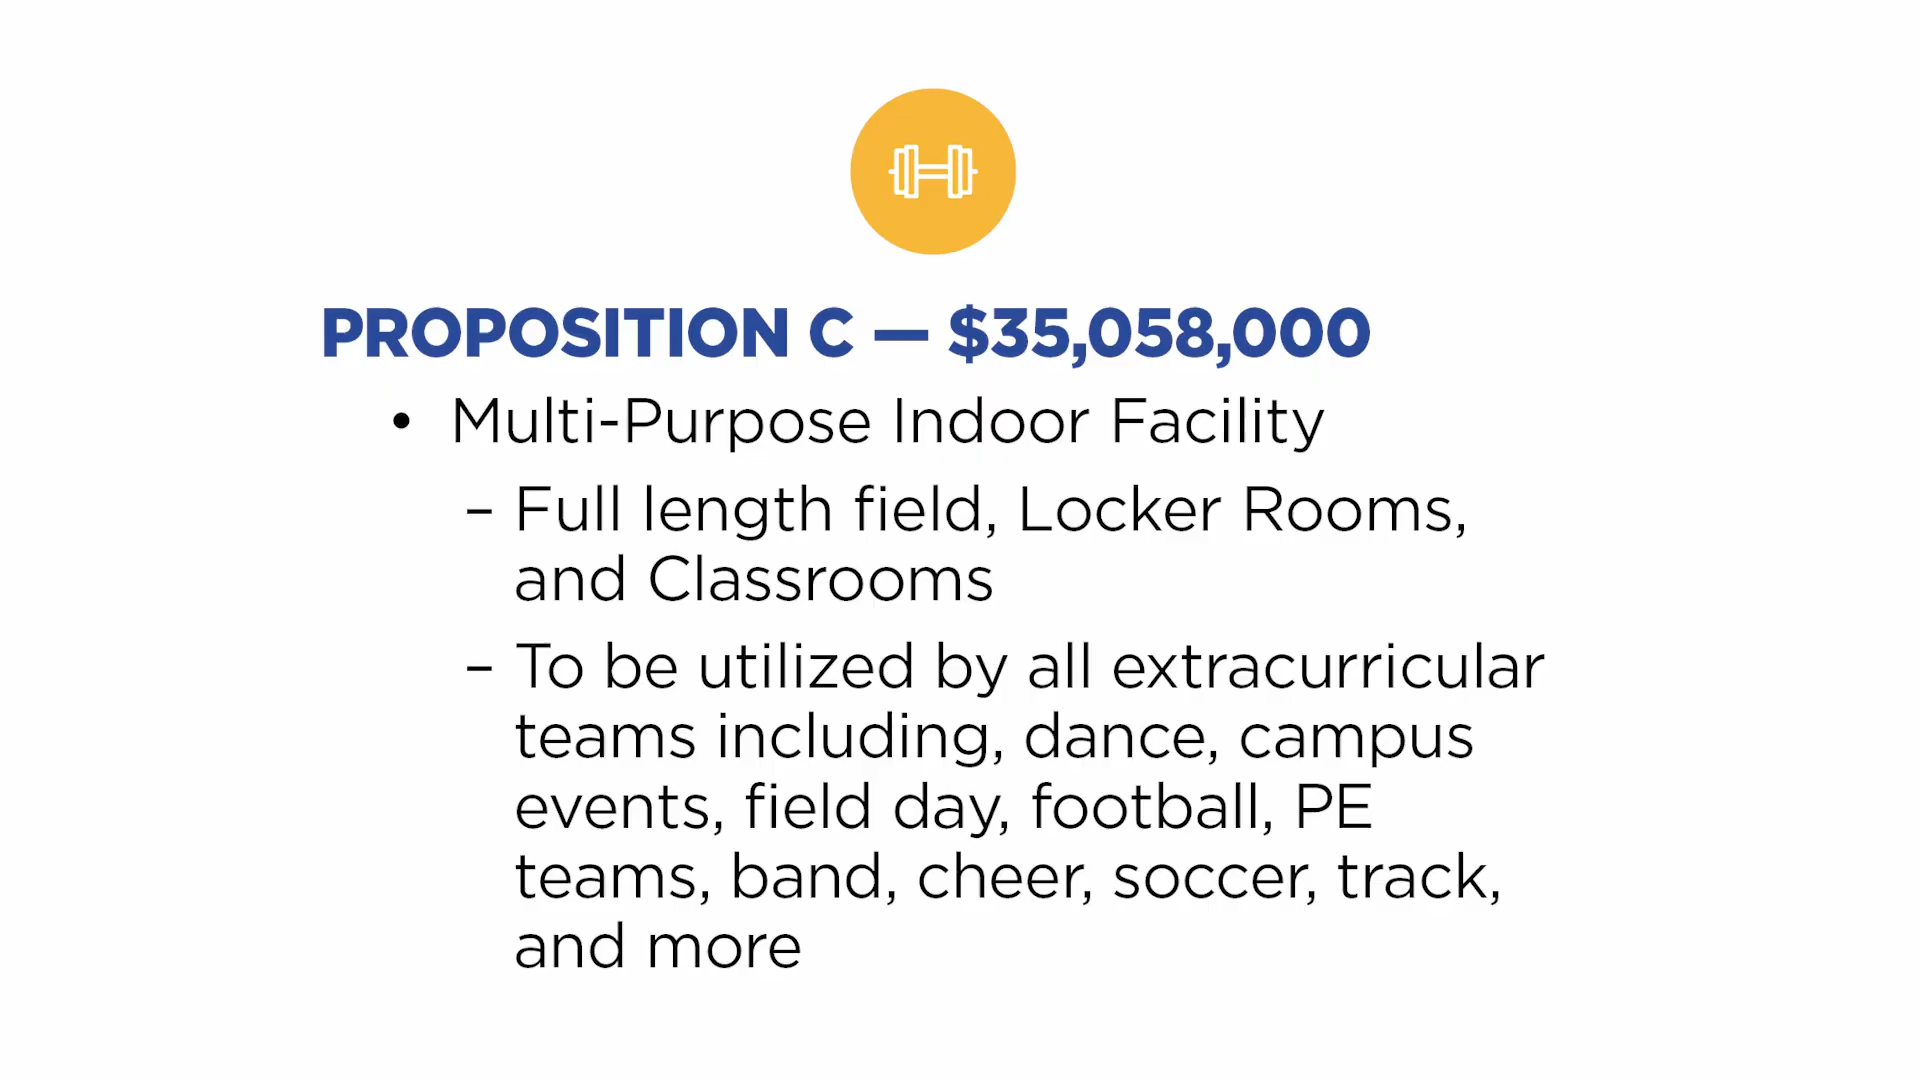 PROPOSITION C — $35,058,000
• Multi-Purpose Indoor Facility
– Full length field, Locker Rooms,
and Classrooms
– To be utilized by all extracurricular
teams including, dance, campus
events, field day, football, PE
teams, band, cheer, soccer, track,
and more